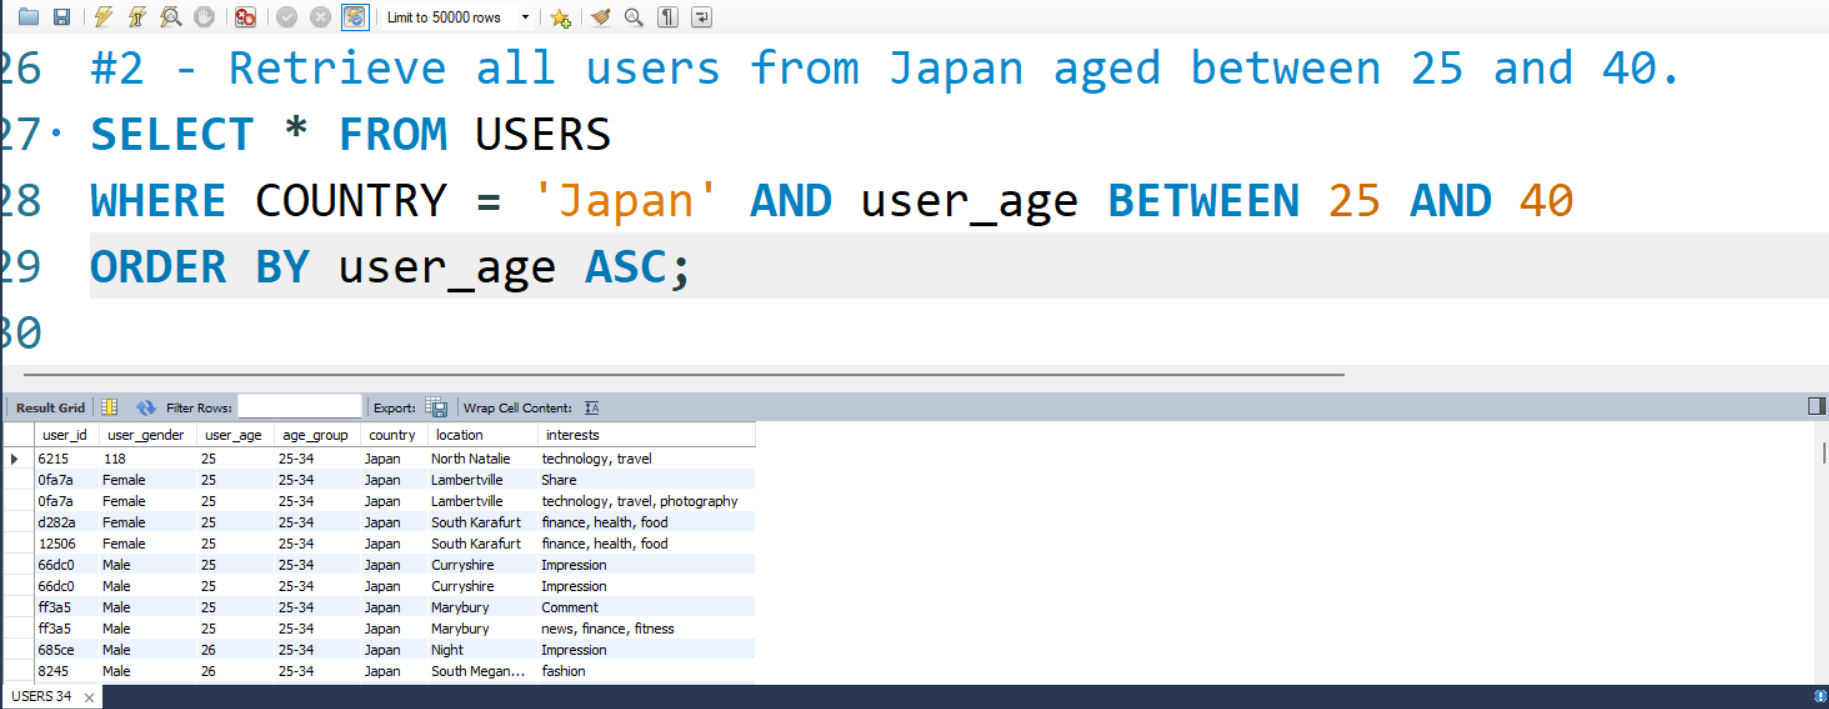 Limit to 50000 rows
26 #2 - Retrieve all users from Japan aged between 25 and 40.
27 SELECT * FROM USERS
28 WHERE COUNTRY = 'Japan' AND user_age BETWEEN 25 AND 40
29 ORDER BY user_age ASC;
30
Result Grid Filter Rows: Export: Wrap Cell Content:
user_id user_gender user_age age_group country location interests
6215 118 25 25-34 Japan North Natalie technology, travel
0fa7a Female 25 25-34 Japan Lambertville Share
0fa7a Female 25 25-34 Japan Lambertville technology, travel, photography
d282a Female 25 25-34 Japan South Karafurt finance, health, food
12506 Female 25 25-34 Japan South Karafurt finance, health, food
66dc0 Male 25 25-34 Japan Curryshire Impression
66dc0 Male 25 25-34 Japan Curryshire Impression
ff3a5 Male 25 25-34 Japan Marybury Comment
ff3a5 Male 25 25-34 Japan Marybury news, finance, fitness
685ce Male 26 25-34 Japan Night Impression
8245 Male 26 25-34 Japan South Megan... fashion
USERS 34